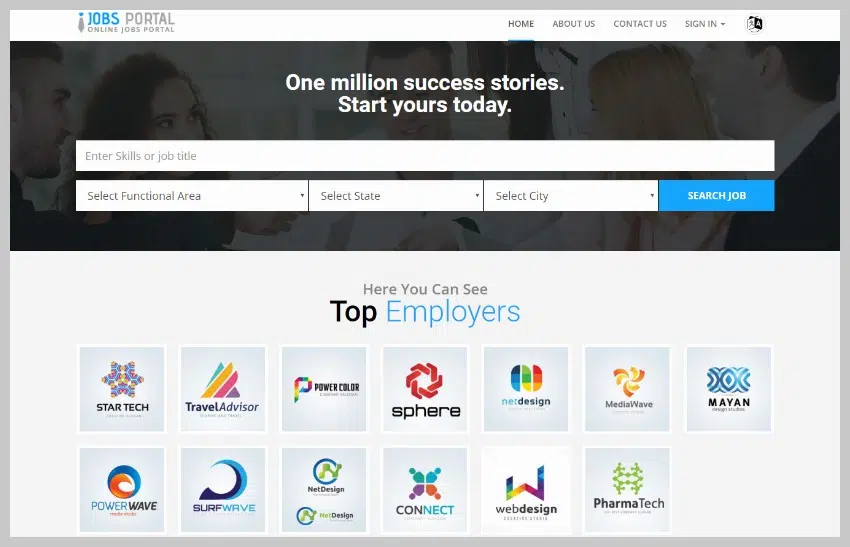 JOBS PORTAL
ONLINE JOBS PORTAL
HOME ABOUT US CONTACT US SIGN IN
One million success stories.
Start yours today.
Enter Skills or job title
Select Functional Area Select State Select City SEARCH JOB
Here You Can See
Top Employers
STAR TECH
TravelAdvisor
POWER COLOR
sphere
netdesign
MediaWave
MAYAN
design studios
POWERWAVE
media studio
SURFWAVE
NetDesign
NetDesign
CONNECT
webdesign
CREATIVE STUDIO
PharmaTech